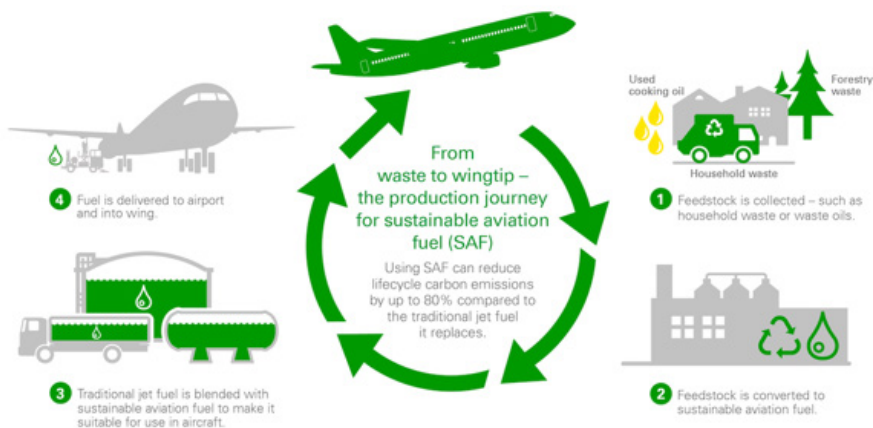 From
waste to wingtip –
the production journey
for sustainable aviation
fuel (SAF)
Using SAF can reduce
lifecycle carbon emissions
by up to 80% compared to
the traditional jet fuel
it replaces.
Used
cooking oil
Forestry
waste
Household waste
1 Feedstock is collected – such as
household waste or waste oils.
2 Feedstock is converted to
sustainable aviation fuel.
3 Traditional jet fuel is blended with
sustainable aviation fuel to make it
suitable for use in aircraft.
4 Fuel is delivered to airport
and into wing.